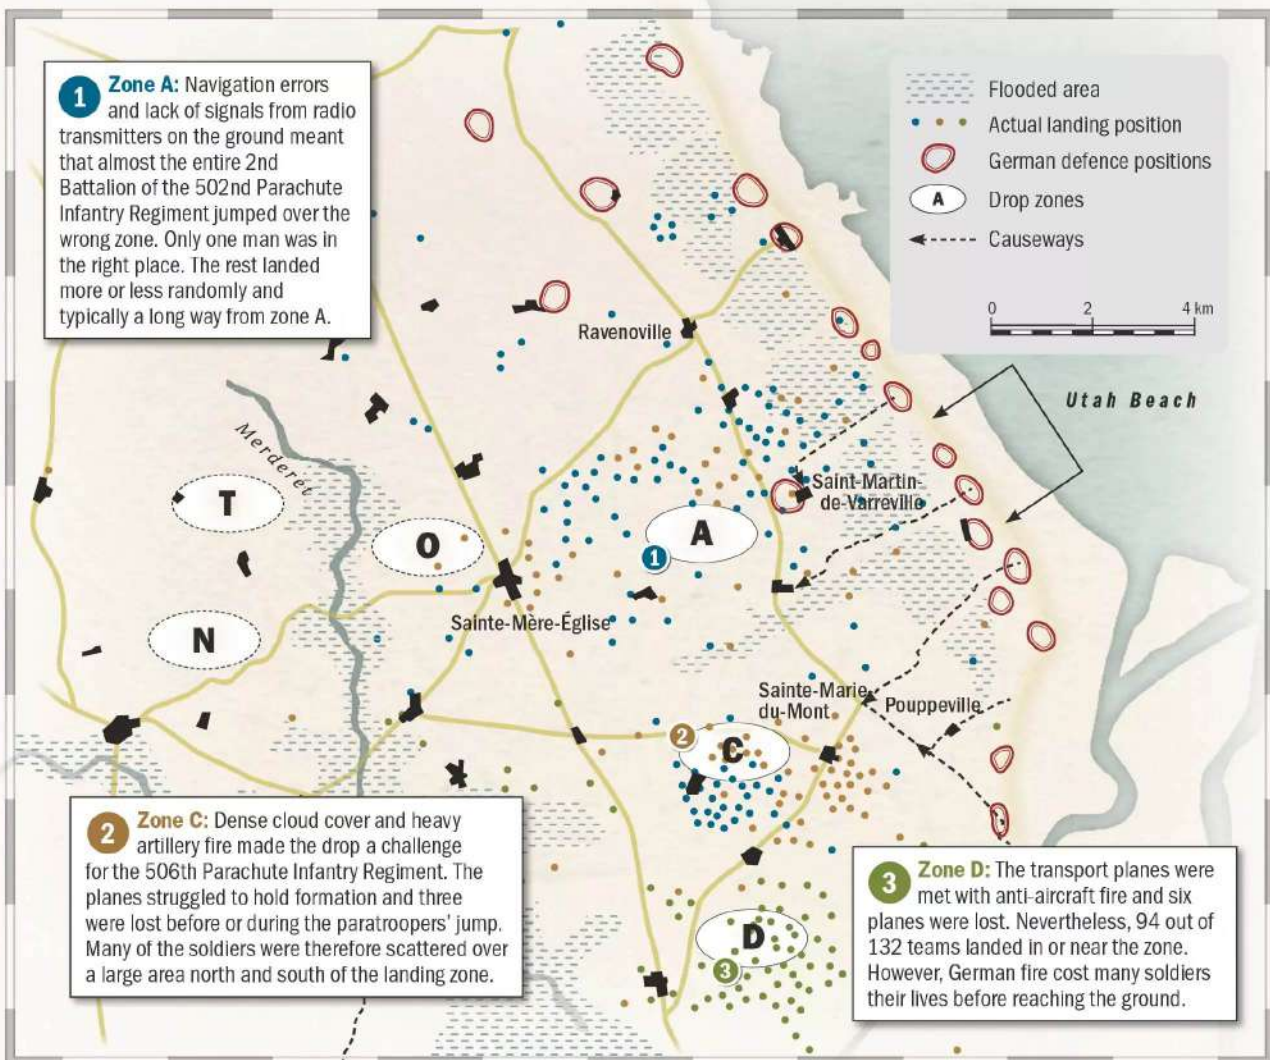 1
Zone A: Navigation errors
and lack of signals from radio
transmitters on the ground meant
that almost the entire 2nd
Battalion of the 502nd Parachute
Infantry Regiment jumped over the
wrong zone. Only one man was in
the right place. The rest landed
more or less randomly and
typically a long way from zone A.
Flooded area
Actual landing position
German defence positions
A
Drop zones
Causeways
0 2 4 km
Ravenoville
Utah Beach
Merderet
T
O
A
1
Saint-Martin-
de-Varreville
N
Sainte-Mère-Église
Sainte-Marie-
du-Mont
Pouppeville
2
C
2
Zone C: Dense cloud cover and heavy
artillery fire made the drop a challenge
for the 506th Parachute Infantry Regiment. The
planes struggled to hold formation and three
were lost before or during the paratroopers’ jump.
Many of the soldiers were therefore scattered over
a large area north and south of the landing zone.
D
3
3
Zone D: The transport planes were
met with anti-aircraft fire and six
planes were lost. Nevertheless, 94 out of
132 teams landed in or near the zone.
However, German fire cost many soldiers
their lives before reaching the ground.